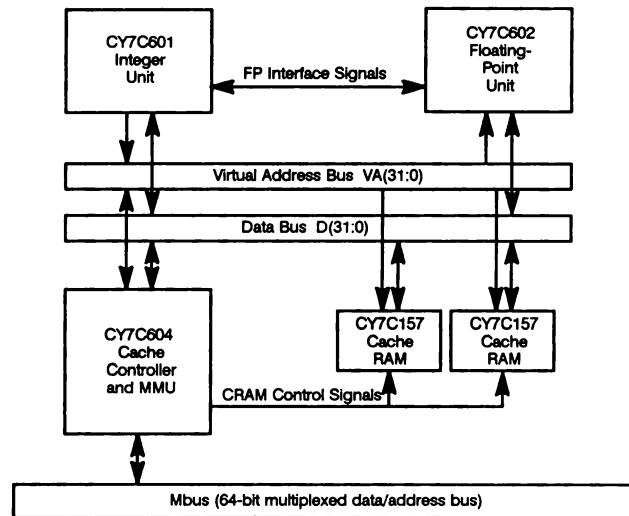 CY7C601
Integer
Unit
FP Interface Signals
CY7C602
Floating-
Point
Unit
Virtual Address Bus VA(31:0)
Data Bus D(31:0)
CY7C604
Cache
Controller
and MMU
CY7C157
Cache
RAM
CY7C157
Cache
RAM
CRAM Control Signals
Mbus (64-bit multiplexed data/address bus)